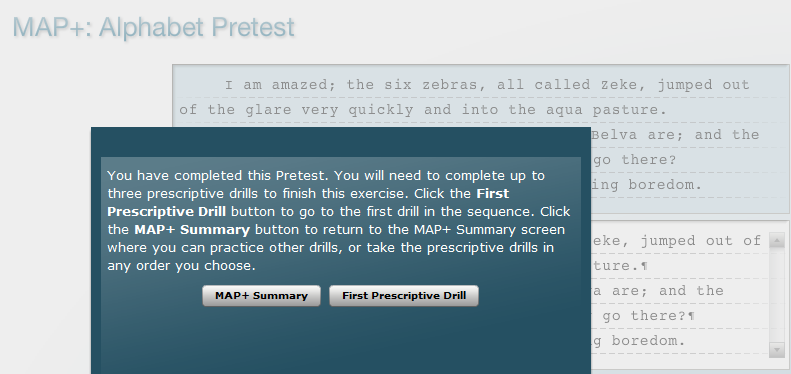 MAP+: Alphabet Pretest
I am amazed; the six zebras, all called Zeke, jumped out
of the glare very quickly and into the aqua pasture.
Belva are; and the
go there?
ing boredom.
You have completed this Pretest. You will need to complete up to
three prescriptive drills to finish this exercise. Click the First
Prescriptive Drill button to go to the first drill in the sequence. Click
the MAP+ Summary button to return to the MAP+ Summary screen
where you can practice other drills, or take the prescriptive drills in
any order you choose.
MAP+ Summary First Prescriptive Drill
eke, jumped out of
ture.¶
a are; and the
go there?¶
g boredom.